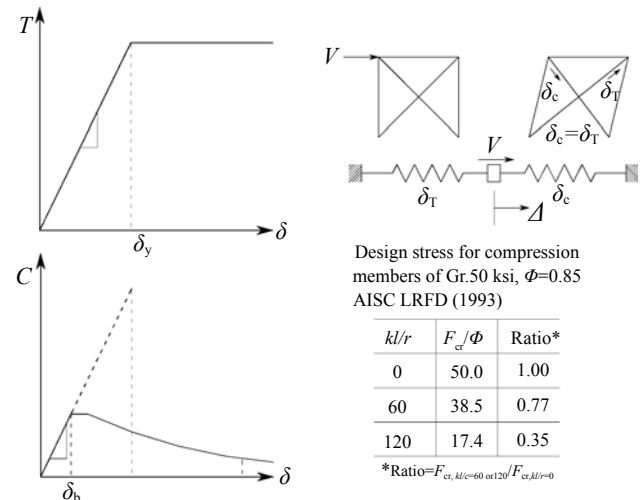 T
δ
δy
C
δ
δb
V
δc
δT
δc=δT
V
δT
δc
Δ
Design stress for compression
members of Gr.50 ksi, Φ=0.85
AISC LRFD (1993)
kl/r Fcr/Φ Ratio*
0 50.0 1.00
60 38.5 0.77
120 17.4 0.35
*Ratio=Fcr, kl/c=60 or120/Fcr,kl/r=0